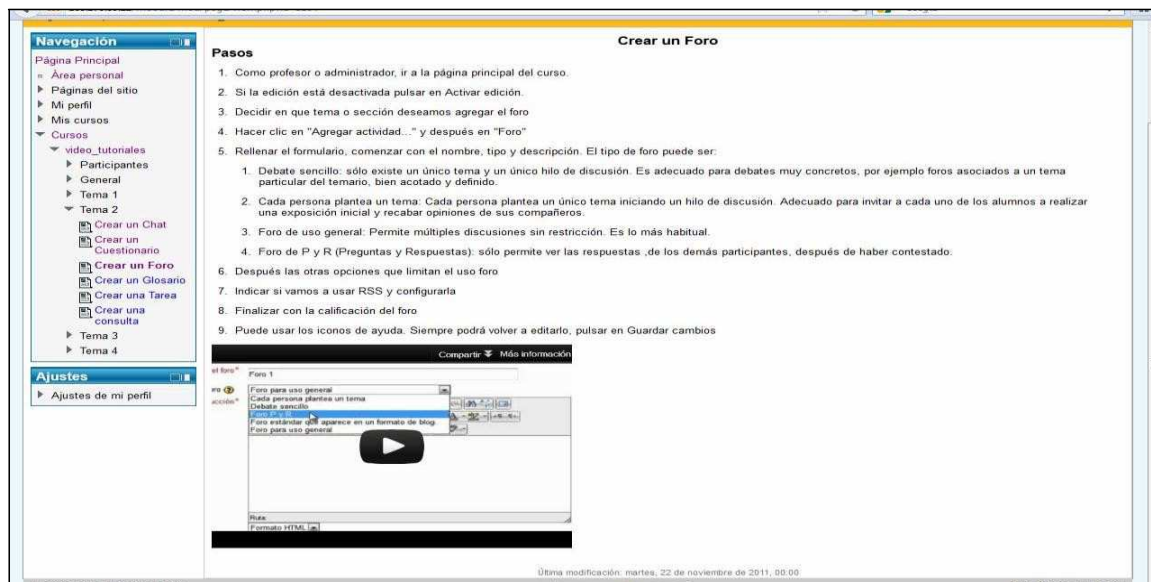 Navegación
Página Principal
Área personal
Páginas del sitio
Mi perfil
Mis cursos
Cursos
video_tutoriales
Participantes
General
Tema 1
Tema 2
Crear un Chat
Crear un
Cuestionario
Crear un Foro
Crear un Glosario
Crear una Tarea
Crear una
consulta
Tema 3
Tema 4
Ajustes
Ajustes de mi perfil
Crear un Foro
Pasos
1. Como profesor o administrador, ir a la página principal del curso.
2. Si la edición está desactivada pulsar en Activar edición.
3. Decidir en que tema o sección deseamos agregar el foro
4. Hacer clic en "Agregar actividad..." y después en "Foro"
5. Rellenar el formulario, comenzar con el nombre, tipo y descripción. El tipo de foro puede ser:
1. Debate sencillo: sólo existe un único tema y un único hilo de discusión. Es adecuado para debates muy concretos, por ejemplo foros asociados a un tema
particular del temario, bien acotado y definido.
2. Cada persona plantea un tema: Cada persona plantea un único tema iniciando un hilo de discusión. Adecuado para invitar a cada uno de los alumnos a realizar
una exposición inicial y recabar opiniones de sus compañeros.
3. Foro de uso general: Permite múltiples discusiones sin restricción. Es lo más habitual.
4. Foro de P y R (Preguntas y Respuestas): sólo permite ver las respuestas ,de los demás participantes, después de haber contestado.
6. Después las otras opciones que limitan el uso foro
7. Indicar si vamos a usar RSS y configurarla
8. Finalizar con la calificación del foro
9. Puede usar los iconos de ayuda. Siempre podrá volver a editarlo, pulsar en Guardar cambios
Compartir Más información
el foro* Foro 1
oro Foro para uso general
Cada persona plantea un tema
Debate sencillo
Foro P y R
Foro estándar que aparece en un formato de blog
Foro para uso general
Ruta:
Formato HTML
Última modificación: martes, 22 de noviembre de 2011, 00:00